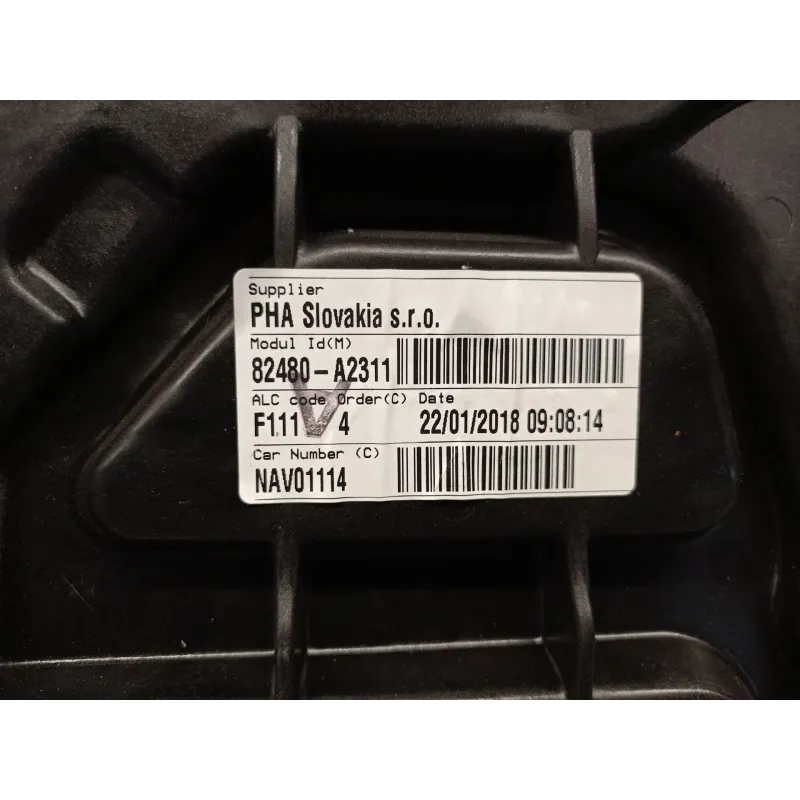 Supplier
PHA Slovakia s.r.o.
Modul Id(M)
82480-A2311
ALC code Order(C) Date
F111 4 22/01/2018 09:08:14
Car Number (C)
NAV01114